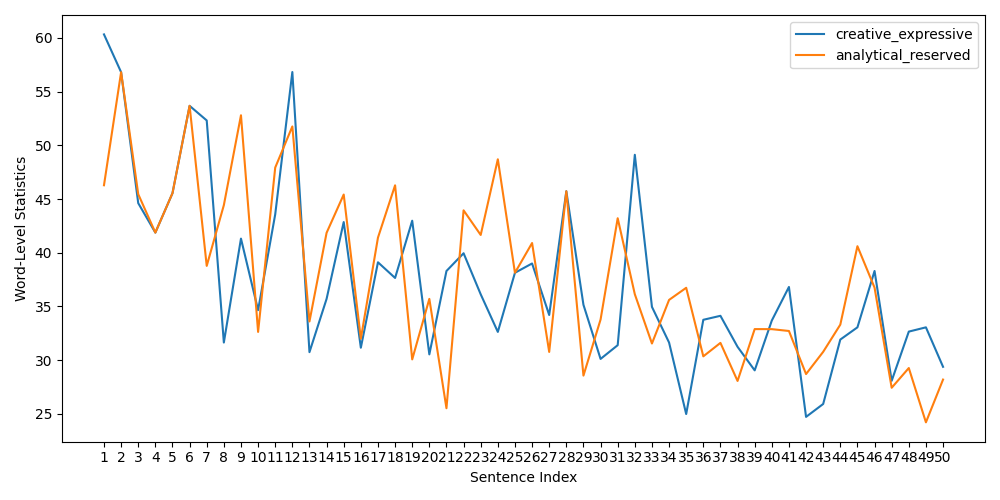 creative_expressive
analytical_reserved
Word-Level Statistics
60
55
50
45
40
35
30
25
1 2 3 4 5 6 7 8 9 10 11 12 13 14 15 16 17 18 19 20 21 22 23 24 25 26 27 28 29 30 31 32 33 34 35 36 37 38 39 40 41 42 43 44 45 46 47 48 49 50
Sentence Index